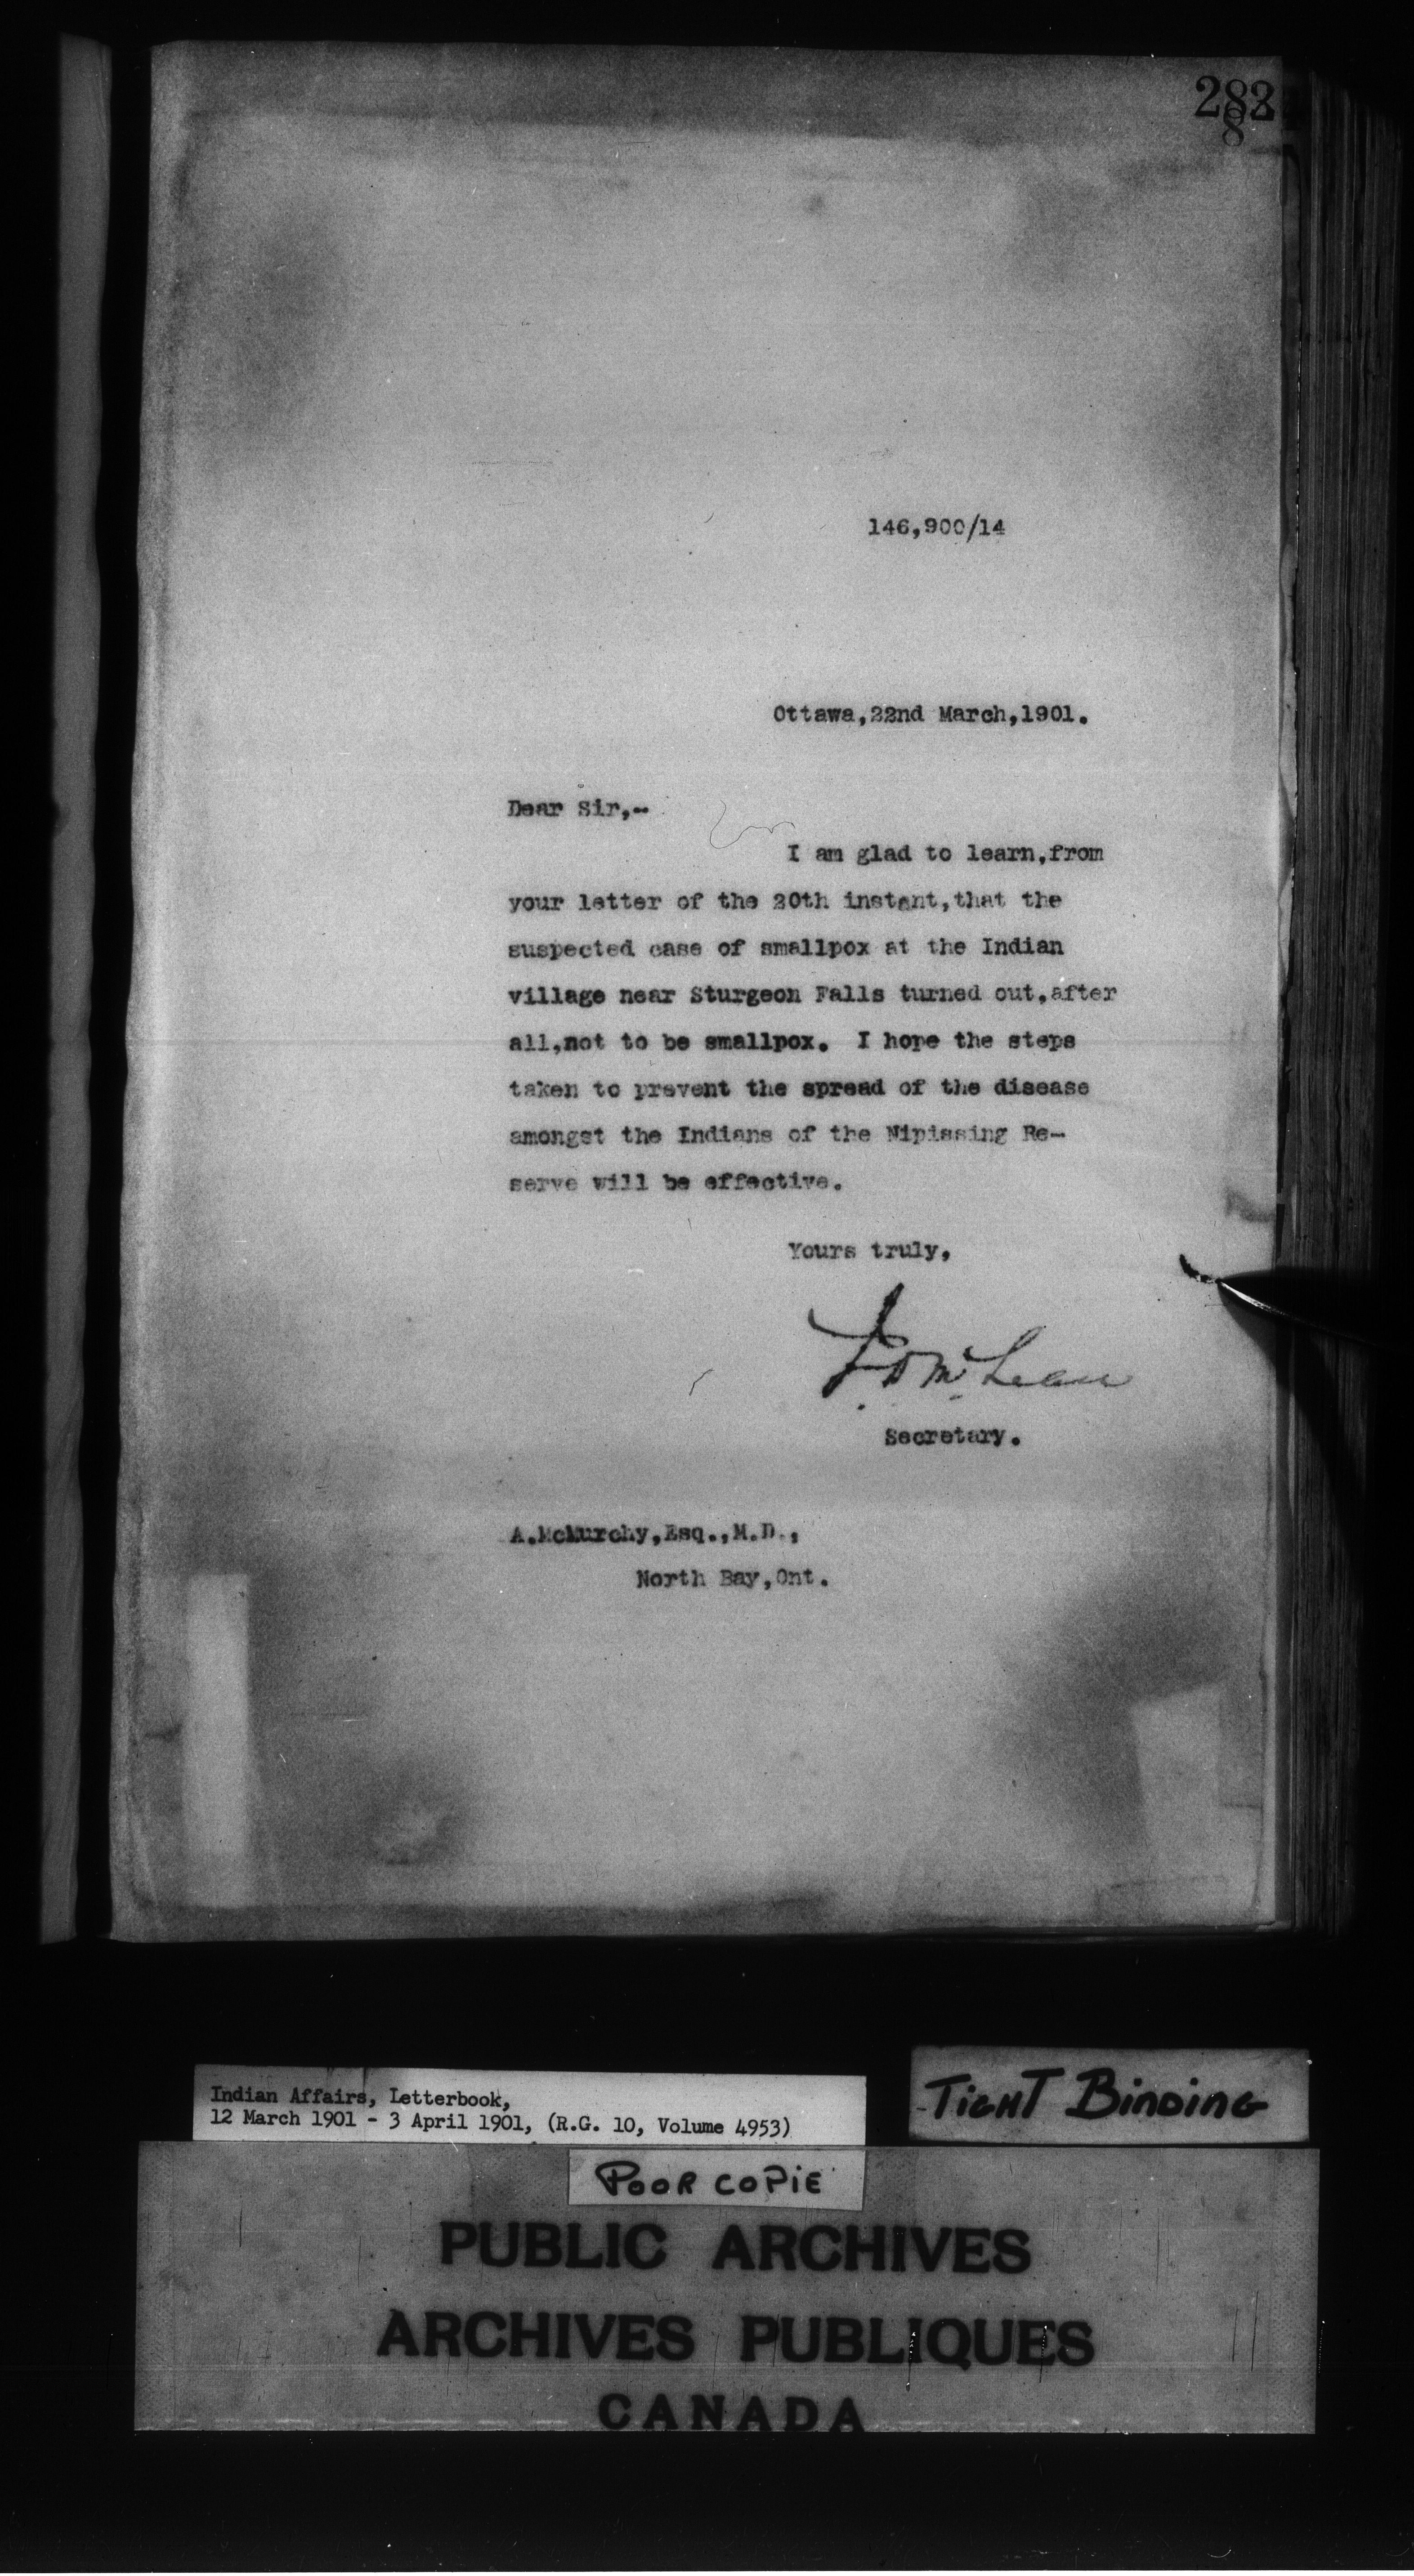 282
8
146,900/14
Ottawa,22nd March,1901.
Dear Sir,--
I am glad to learn,from
your letter of the 20th instant,that the
suspected case of smallpox at the Indian
village near Sturgeon Falls turned out,after
all,not to be smallpox. I hope the steps
taken to prevent the spread of the disease
amongst the Indians of the Nipissing Re-
serve will be effective.
Yours truly,
J. D. McLean
Secretary.
A.McMurchy,Esq.,M.D.,
North Bay,Ont.
Indian Affairs, Letterbook,
12 March 1901 - 3 April 1901, (R.G. 10, Volume 4953)
TIGHT BINDING
POOR COPIE
PUBLIC ARCHIVES
ARCHIVES PUBLIQUES
CANADA